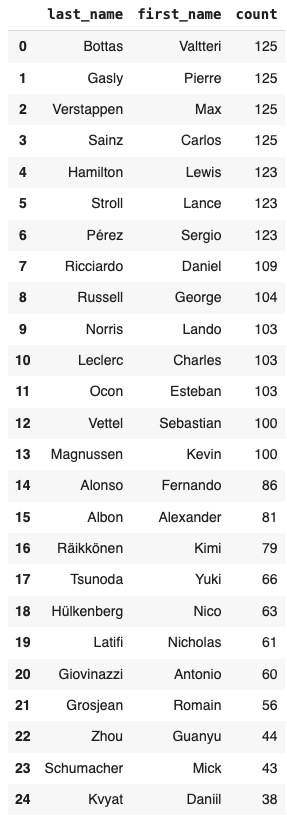 last_name first_name count
0 Bottas Valtteri 125
1 Gasly Pierre 125
2 Verstappen Max 125
3 Sainz Carlos 125
4 Hamilton Lewis 123
5 Stroll Lance 123
6 Pérez Sergio 123
7 Ricciardo Daniel 109
8 Russell George 104
9 Norris Lando 103
10 Leclerc Charles 103
11 Ocon Esteban 103
12 Vettel Sebastian 100
13 Magnussen Kevin 100
14 Alonso Fernando 86
15 Albon Alexander 81
16 Räikkönen Kimi 79
17 Tsunoda Yuki 66
18 Hülkenberg Nico 63
19 Latifi Nicholas 61
20 Giovinazzi Antonio 60
21 Grosjean Romain 56
22 Zhou Guanyu 44
23 Schumacher Mick 43
24 Kvyat Daniil 38